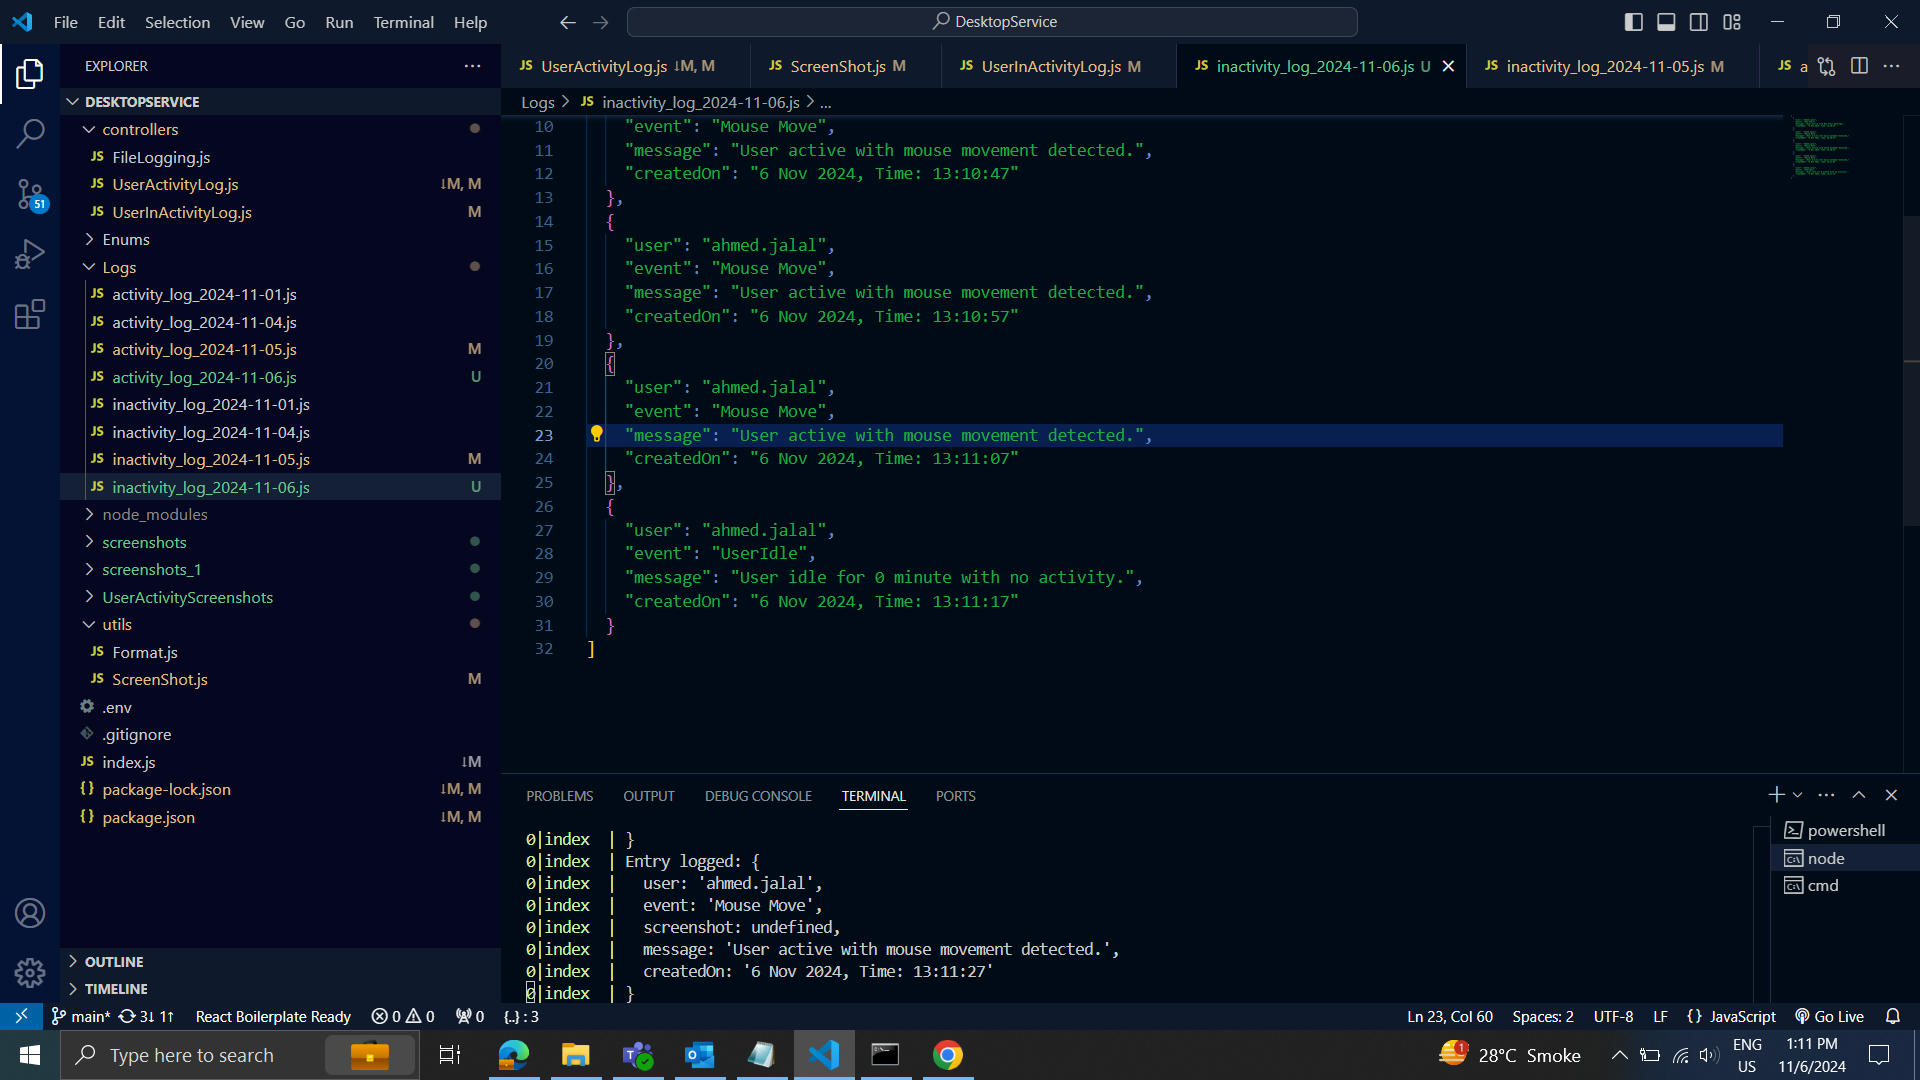 File Edit Selection View Go Run Terminal Help
DesktopService
EXPLORER
DESKTOPSERVICE
controllers
JS FileLogging.js
JS UserActivityLog.js ↓M, M
JS UserInActivityLog.js M
Enums
Logs
JS activity_log_2024-11-01.js
JS activity_log_2024-11-04.js
JS activity_log_2024-11-05.js M
JS activity_log_2024-11-06.js U
JS inactivity_log_2024-11-01.js
JS inactivity_log_2024-11-04.js
JS inactivity_log_2024-11-05.js M
JS inactivity_log_2024-11-06.js U
node_modules
screenshots
screenshots_1
UserActivityScreenshots
utils
JS Format.js
JS ScreenShot.js M
.env
.gitignore
JS index.js ↓M
{} package-lock.json ↓M, M
{} package.json ↓M, M
OUTLINE
TIMELINE
51
JS UserActivityLog.js ↓M, M JS ScreenShot.js M JS UserInActivityLog.js M JS inactivity_log_2024-11-06.js U JS inactivity_log_2024-11-05.js M JS a
Logs > JS inactivity_log_2024-11-06.js > ...
10 "event": "Mouse Move",
11 "message": "User active with mouse movement detected.",
12 "createdOn": "6 Nov 2024, Time: 13:10:47"
13 },
14 {
15 "user": "ahmed.jalal",
16 "event": "Mouse Move",
17 "message": "User active with mouse movement detected.",
18 "createdOn": "6 Nov 2024, Time: 13:10:57"
19 },
20 {
21 "user": "ahmed.jalal",
22 "event": "Mouse Move",
23 "message": "User active with mouse movement detected.",
24 "createdOn": "6 Nov 2024, Time: 13:11:07"
25 },
26 {
27 "user": "ahmed.jalal",
28 "event": "UserIdle",
29 "message": "User idle for 0 minute with no activity.",
30 "createdOn": "6 Nov 2024, Time: 13:11:17"
31 }
32 ]
PROBLEMS OUTPUT DEBUG CONSOLE TERMINAL PORTS
0|index | }
0|index | Entry logged: {
0|index | user: 'ahmed.jalal',
0|index | event: 'Mouse Move',
0|index | screenshot: undefined,
0|index | message: 'User active with mouse movement detected.',
0|index | createdOn: '6 Nov 2024, Time: 13:11:27'
0|index | }
powershell
node
cmd
main* 3↓ 1↑ React Boilerplate Ready 0 0 0 {..} : 3 Ln 23, Col 60 Spaces: 2 UTF-8 LF {} JavaScript Go Live
Type here to search
1
28°C Smoke
ENG
US
1:11 PM
11/6/2024